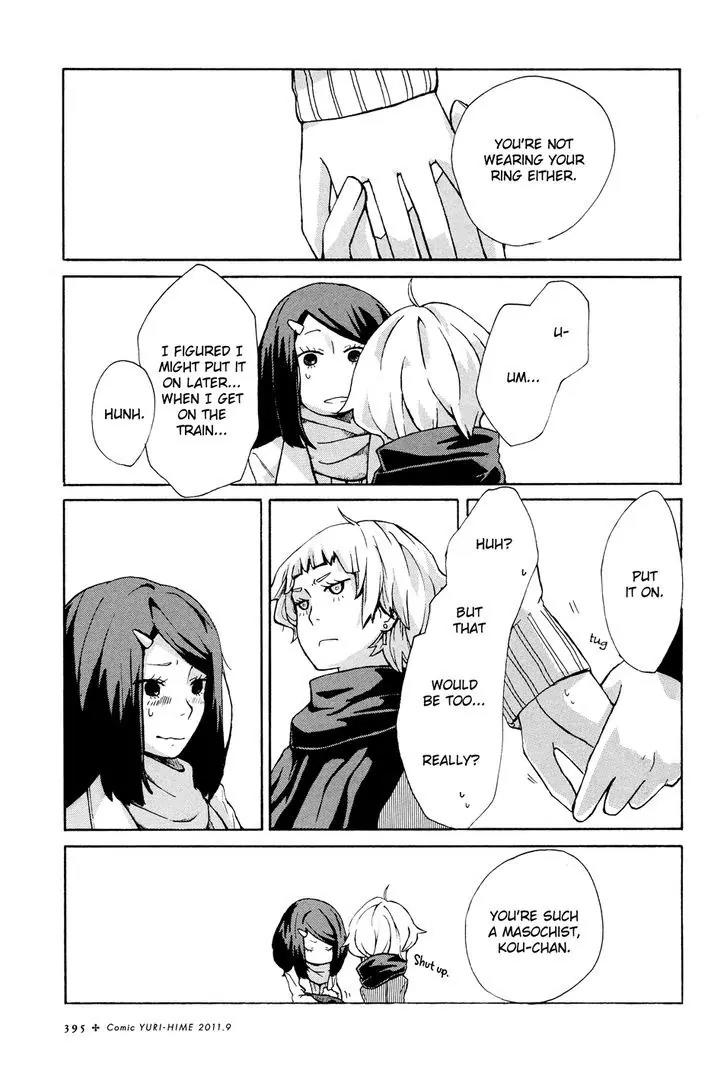 YOU'RE NOT
WEARING YOUR
RING EITHER.
U-
UM...
I FIGURED I
MIGHT PUT IT
ON LATER...
WHEN I GET
ON THE
TRAIN...
HUNH.
PUT
IT ON.
tug
HUH?
BUT
THAT
WOULD
BE TOO...
REALLY?
YOU'RE SUCH
A MASOCHIST,
KOU-CHAN.
Shut up.
395 ✢ Comic YURI-HIME 2011.9